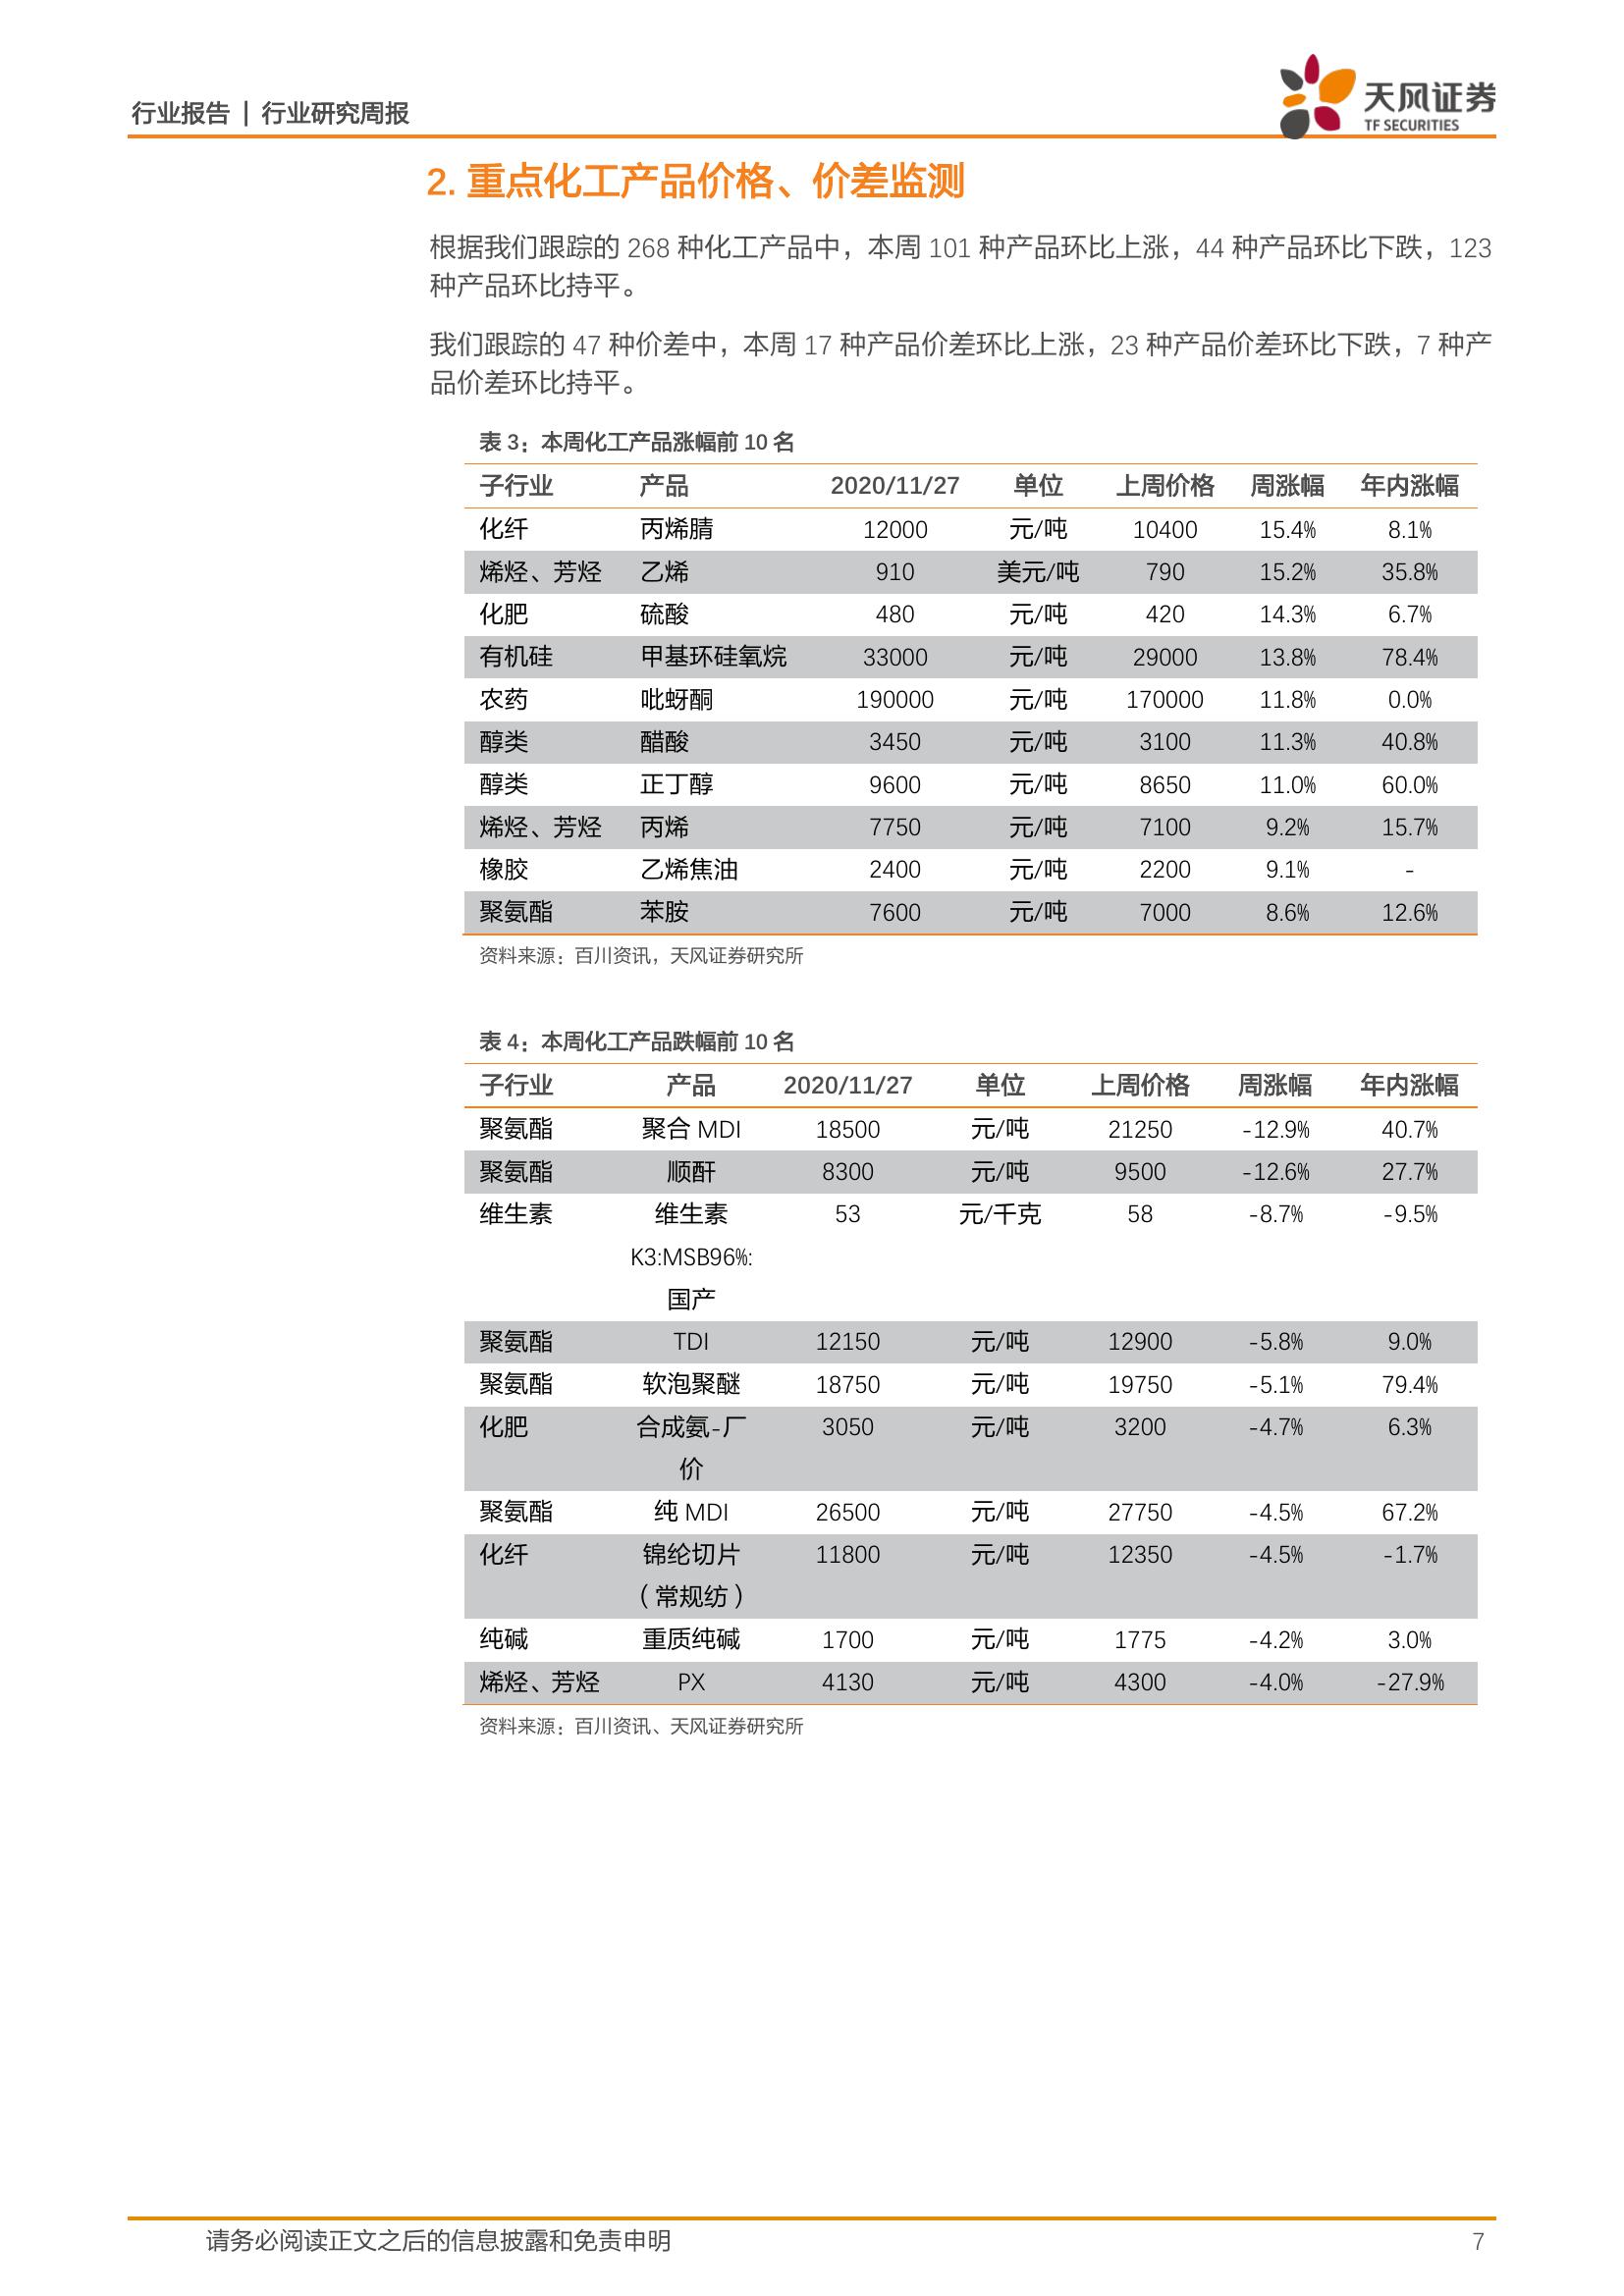 行业报告 | 行业研究周报
天风证券
TF SECURITIES
2. 重点化工产品价格、价差监测
根据我们跟踪的 268 种化工产品中，本周 101 种产品环比上涨，44 种产品环比下跌，123
种产品环比持平。
我们跟踪的 47 种价差中，本周 17 种产品价差环比上涨，23 种产品价差环比下跌，7 种产
品价差环比持平。
表 3：本周化工产品涨幅前 10 名
子行业 产品 2020/11/27 单位 上周价格 周涨幅 年内涨幅
化纤 丙烯腈 12000 元/吨 10400 15.4% 8.1%
烯烃、芳烃 乙烯 910 美元/吨 790 15.2% 35.8%
化肥 硫酸 480 元/吨 420 14.3% 6.7%
有机硅 甲基环硅氧烷 33000 元/吨 29000 13.8% 78.4%
农药 吡蚜酮 190000 元/吨 170000 11.8% 0.0%
醇类 醋酸 3450 元/吨 3100 11.3% 40.8%
醇类 正丁醇 9600 元/吨 8650 11.0% 60.0%
烯烃、芳烃 丙烯 7750 元/吨 7100 9.2% 15.7%
橡胶 乙烯焦油 2400 元/吨 2200 9.1% -
聚氨酯 苯胺 7600 元/吨 7000 8.6% 12.6%
资料来源：百川资讯，天风证券研究所
表 4：本周化工产品跌幅前 10 名
子行业 产品 2020/11/27 单位 上周价格 周涨幅 年内涨幅
聚氨酯 聚合 MDI 18500 元/吨 21250 -12.9% 40.7%
聚氨酯 顺酐 8300 元/吨 9500 -12.6% 27.7%
维生素 维生素 53 元/千克 58 -8.7% -9.5%
K3:MSB96%:
国产
聚氨酯 TDI 12150 元/吨 12900 -5.8% 9.0%
聚氨酯 软泡聚醚 18750 元/吨 19750 -5.1% 79.4%
化肥 合成氨-厂 3050 元/吨 3200 -4.7% 6.3%
价
聚氨酯 纯 MDI 26500 元/吨 27750 -4.5% 67.2%
化纤 锦纶切片 11800 元/吨 12350 -4.5% -1.7%
（常规纺）
纯碱 重质纯碱 1700 元/吨 1775 -4.2% 3.0%
烯烃、芳烃 PX 4130 元/吨 4300 -4.0% -27.9%
资料来源：百川资讯、天风证券研究所
请务必阅读正文之后的信息披露和免责申明 7